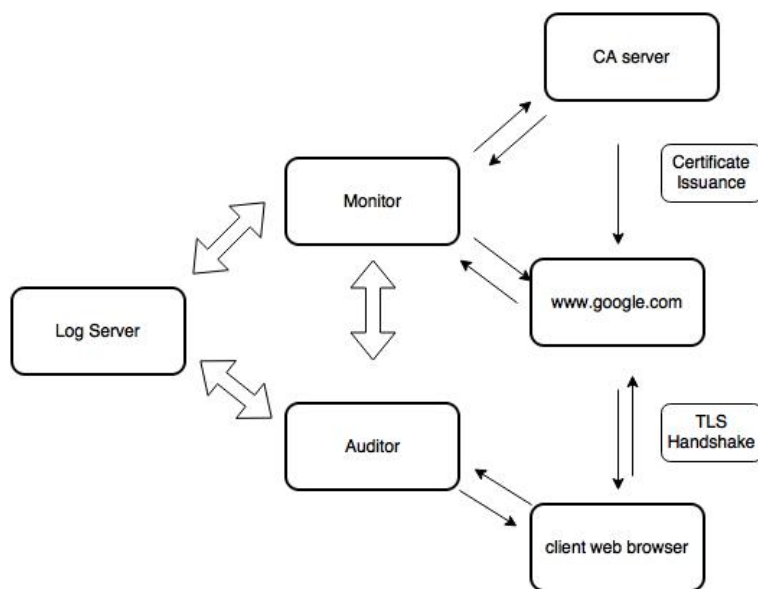 CA server
Certificate
Issuance
Monitor
www.google.com
Log Server
TLS
Handshake
Auditor
client web browser